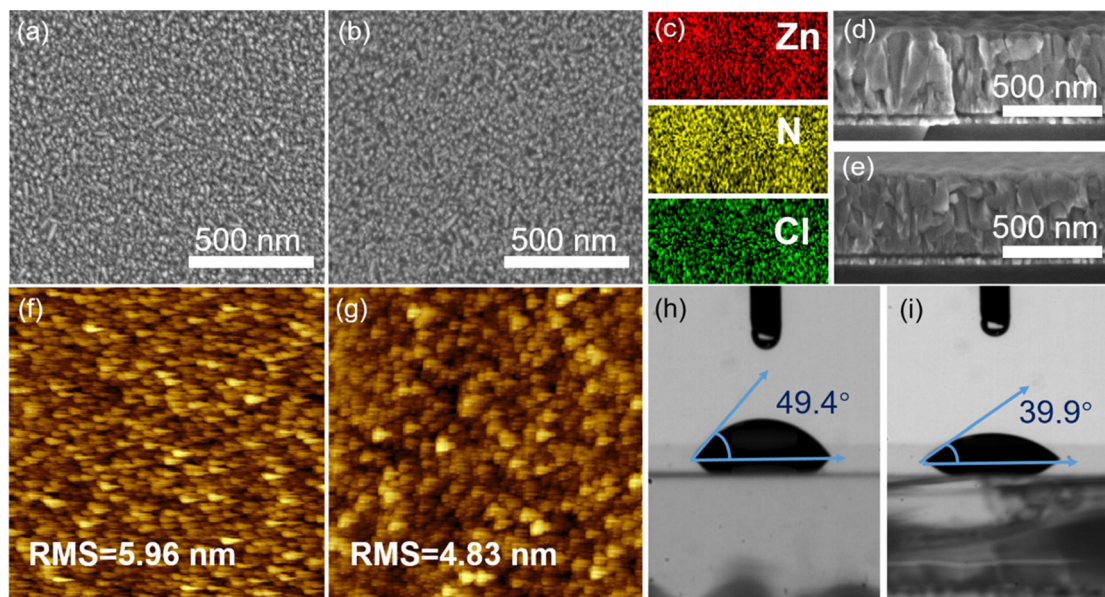 (a)
500 nm
(b)
500 nm
(c)
Zn
N
Cl
(d)
500 nm
(e)
500 nm
(f)
RMS=5.96 nm
(g)
RMS=4.83 nm
(h)
49.4°
(i)
39.9°